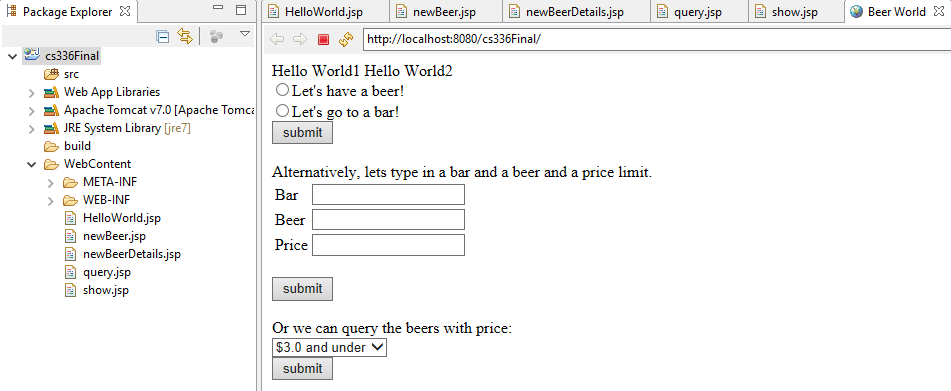 Package Explorer
HelloWorld.jsp newBeer.jsp newBeerDetails.jsp query.jsp show.jsp Beer World
http://localhost:8080/cs336Final/
cs336Final
src
Web App Libraries
Apache Tomcat v7.0 [Apache Tomca
JRE System Library [jre7]
build
WebContent
META-INF
WEB-INF
HelloWorld.jsp
newBeer.jsp
newBeerDetails.jsp
query.jsp
show.jsp
Hello World1 Hello World2
Let's have a beer!
Let's go to a bar!
submit
Alternatively, lets type in a bar and a beer and a price limit.
Bar
Beer
Price
submit
Or we can query the beers with price:
$3.0 and under
submit